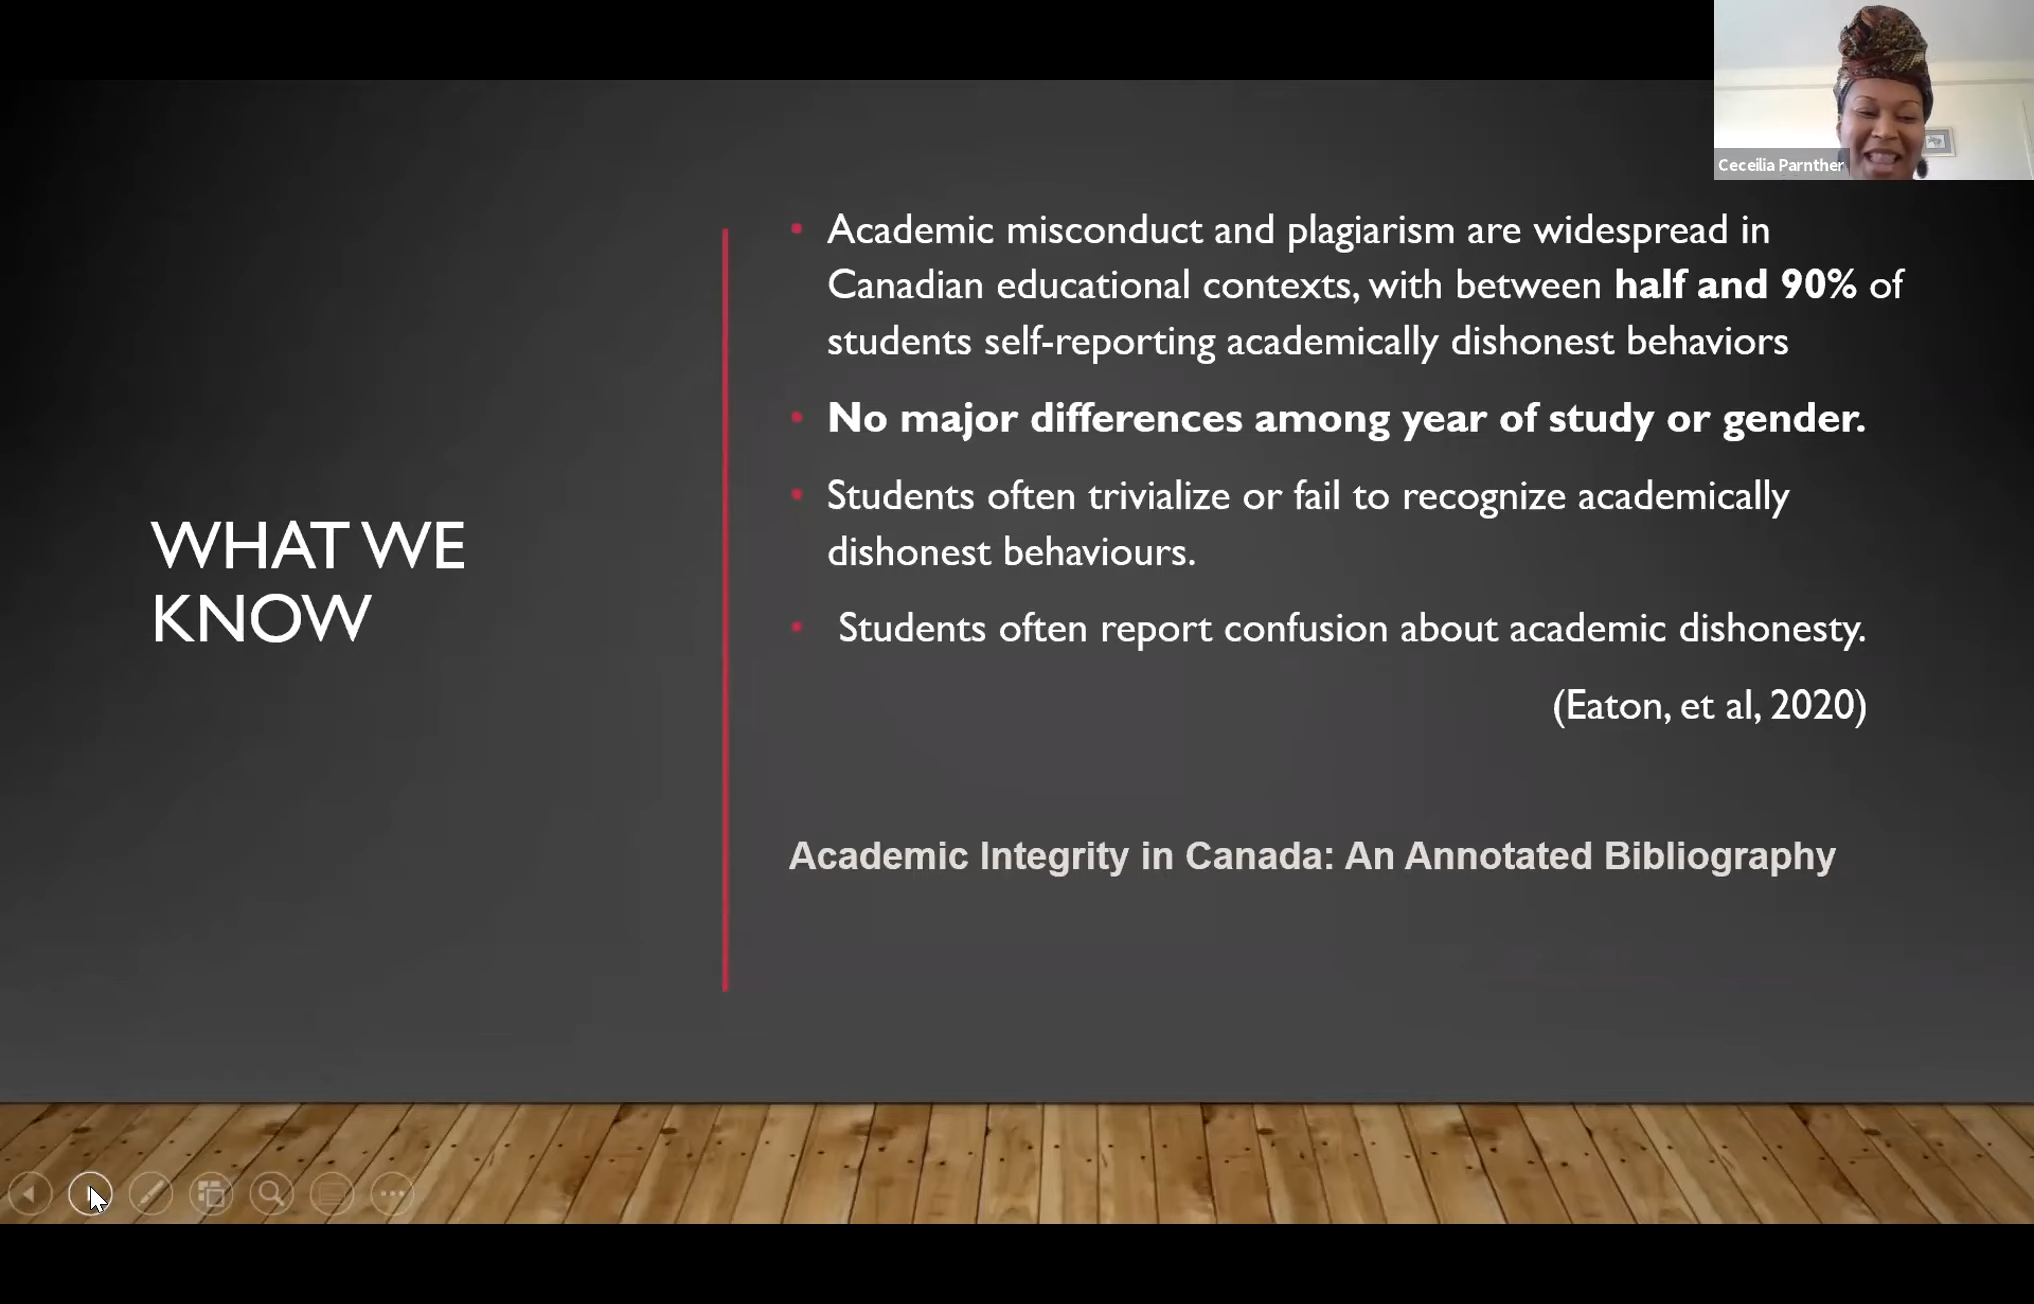 Ceceilia Parnther
WHAT WE
KNOW
• Academic misconduct and plagiarism are widespread in
Canadian educational contexts, with between half and 90% of
students self-reporting academically dishonest behaviors
• No major differences among year of study or gender.
• Students often trivialize or fail to recognize academically
dishonest behaviours.
• Students often report confusion about academic dishonesty.
(Eaton, et al, 2020)
Academic Integrity in Canada: An Annotated Bibliography